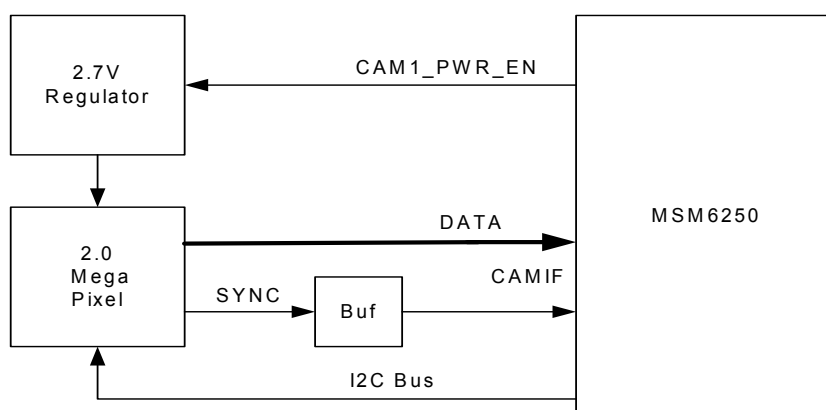 2.7V
Regulator
CAM1_PWR_EN
MSM6250
2.0
Mega
Pixel
DATA
CAMIF
SYNC
Buf
I2C Bus